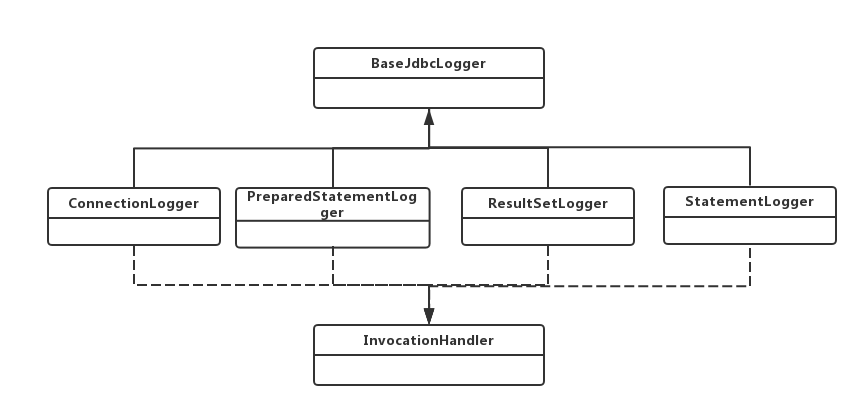 BaseJdbcLogger
ConnectionLogger
PreparedStatementLog
ger
ResultSetLogger
StatementLogger
InvocationHandler